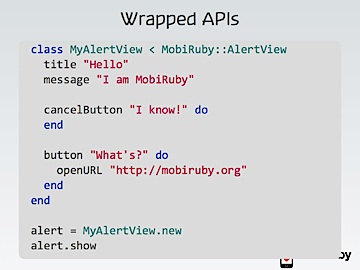 Wrapped APIs
class MyAlertView < MobiRuby::AlertView
  title "Hello"
  message "I am MobiRuby"

  cancelButton "I know!" do
  end

  button "What's?" do
    openURL "http://mobiruby.org"
  end
end

alert = MyAlertView.new
alert.show
by